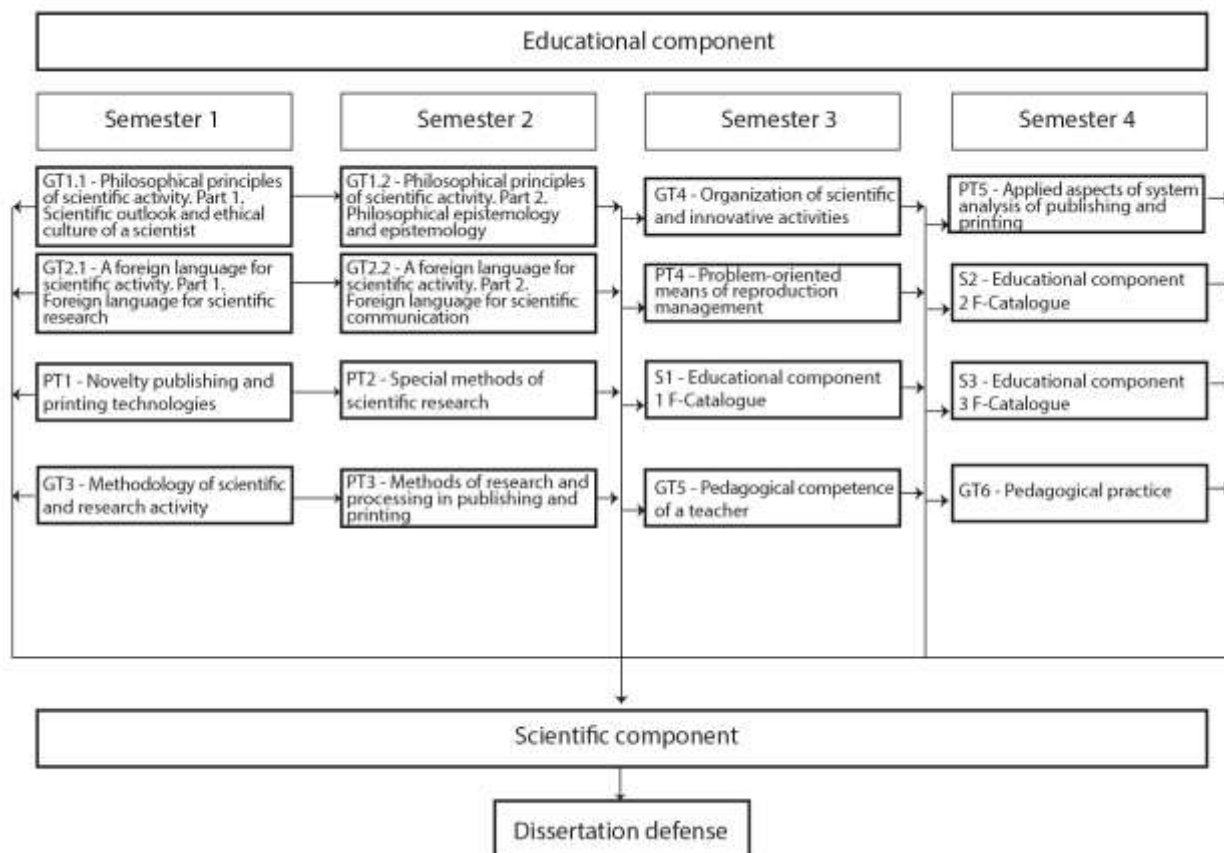 Educational component
Semester 1
Semester 2
Semester 3
Semester 4
GT1.1 - Philosophical principles
of scientific activity. Part 1.
Scientific outlook and ethical
culture of a scientist
GT1.2 - Philosophical principles
of scientific activity. Part 2.
Philosophical epistemology
and epistemology
GT4 - Organization of scientific
and innovative activities
PT5 - Applied aspects of system
analysis of publishing and
printing
GT2.1 - A foreign language for
scientific activity. Part 1.
Foreign language for scientific
research
GT2.2 - A foreign language for
scientific activity. Part 2.
Foreign language for scientific
communication
PT4 - Problem-oriented
means of reproduction
management
S2 - Educational component
2 F-Catalogue
PT1 - Novelty publishing and
printing technologies
PT2 - Special methods of
scientific research
S1 - Educational component
1 F-Catalogue
S3 - Educational component
3 F-Catalogue
GT3 - Methodology of scientific
and research activity
PT3 - Methods of research and
processing in publishing and
printing
GT5 - Pedagogical competence
of a teacher
GT6 - Pedagogical practice
Scientific component
Dissertation defense